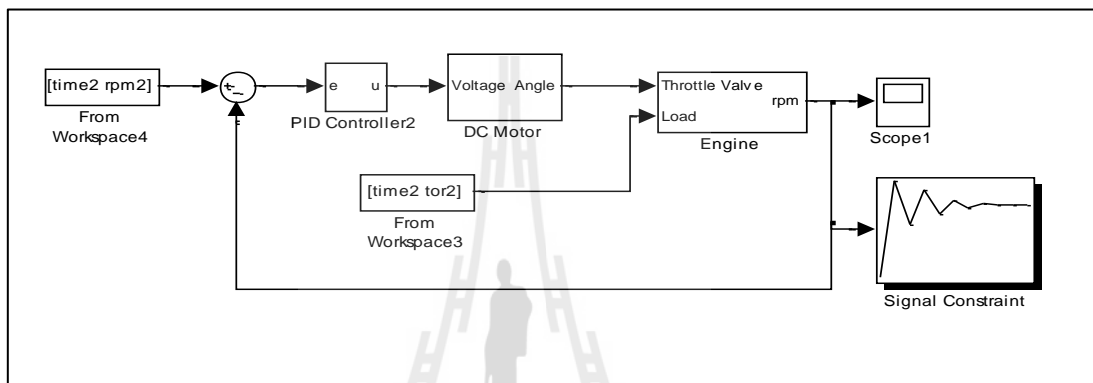 [time2 rpm2]
From
Workspace4
e
u
PID Controller2
Voltage
Angle
DC Motor
[time2 tor2]
From
Workspace3
Throttle Valve
Load
rpm
Engine
Scope1
Signal Constraint